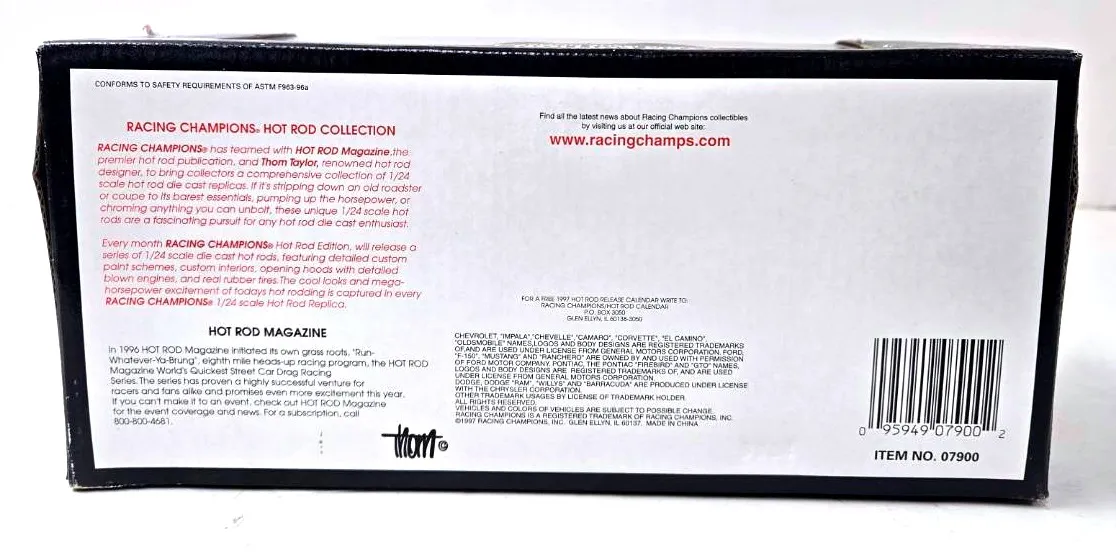 CONFORMS TO SAFETY REQUIREMENTS OF ASTM F963-96a
RACING CHAMPIONS® HOT ROD COLLECTION
RACING CHAMPIONS® has teamed with HOT ROD Magazine, the
premier hot rod publication, and Thom Taylor, renowned hot rod
designer, to bring collectors a comprehensive collection of 1/24
scale hot rod die cast replicas. If it's stripping down an old roadster
or coupe to its barest essentials, pumping up the horsepower, or
chroming anything you can unbolt, these unique 1/24 scale hot
rods are a fascinating pursuit for any hot rod die cast enthusiast.
Every month RACING CHAMPIONS® Hot Rod Edition, will release a
series of 1/24 scale die cast hot rods, featuring detailed custom
paint schemes, custom interiors, opening hoods with detailed
blown engines, and real rubber tires. The cool looks and mega-
horsepower excitement of todays hot rodding is captured in every
RACING CHAMPIONS® 1/24 scale Hot Rod Replica.
HOT ROD MAGAZINE
In 1996 HOT ROD Magazine initiated its own grass roots, "Run-
Whatever-Ya-Brung", eighth mile heads-up racing program, the HOT ROD
Magazine World's Quickest Street Car Drag Racing
Series. The series has proven a highly successful venture for
racers and fans alike and promises even more excitement this year.
If you can't make it to an event, check out HOT ROD Magazine
for the event coverage and news. For a subscription, call
800-800-4681.
Thom ©
Find all the latest news about Racing Champions collectibles
by visiting us at our official web site:
www.racingchamps.com
FOR A FREE 1997 HOT ROD RELEASE CALENDAR WRITE TO:
RACING CHAMPIONS/HOT ROD CALENDAR
P.O. BOX 3050
GLEN ELLYN, IL 60138-3050
CHEVROLET, "IMPALA", "CHEVELLE", "CAMARO", "CORVETTE", "EL CAMINO",
"OLDSMOBILE" NAMES, LOGOS AND BODY DESIGNS ARE REGISTERED TRADEMARKS
OF, AND ARE USED UNDER LICENSE FROM GENERAL MOTORS CORPORATION. FORD,
"F-150", "MUSTANG" AND "RANCHERO" ARE OWNED BY AND USED WITH PERMISSION
OF FORD MOTOR COMPANY. PONTIAC, THE PONTIAC "FIREBIRD" AND "GTO" NAMES,
LOGOS AND BODY DESIGNS ARE REGISTERED TRADEMARKS OF, AND ARE USED
UNDER LICENSE FROM GENERAL MOTORS CORPORATION
DODGE, DODGE "RAM", "WILLYS" AND "BARRACUDA" ARE PRODUCED UNDER LICENSE
WITH THE CHRYSLER CORPORATION.
OTHER TRADEMARK USAGES BY LICENSE OF TRADEMARK HOLDER.
ALL RIGHTS RESERVED.
VEHICLES AND COLORS OF VEHICLES ARE SUBJECT TO POSSIBLE CHANGE.
RACING CHAMPIONS IS A REGISTERED TRADEMARK OF RACING CHAMPIONS, INC.
©1997 RACING CHAMPIONS, INC. GLEN ELLYN, IL 60137. MADE IN CHINA
0 95949 07900 2
ITEM NO. 07900